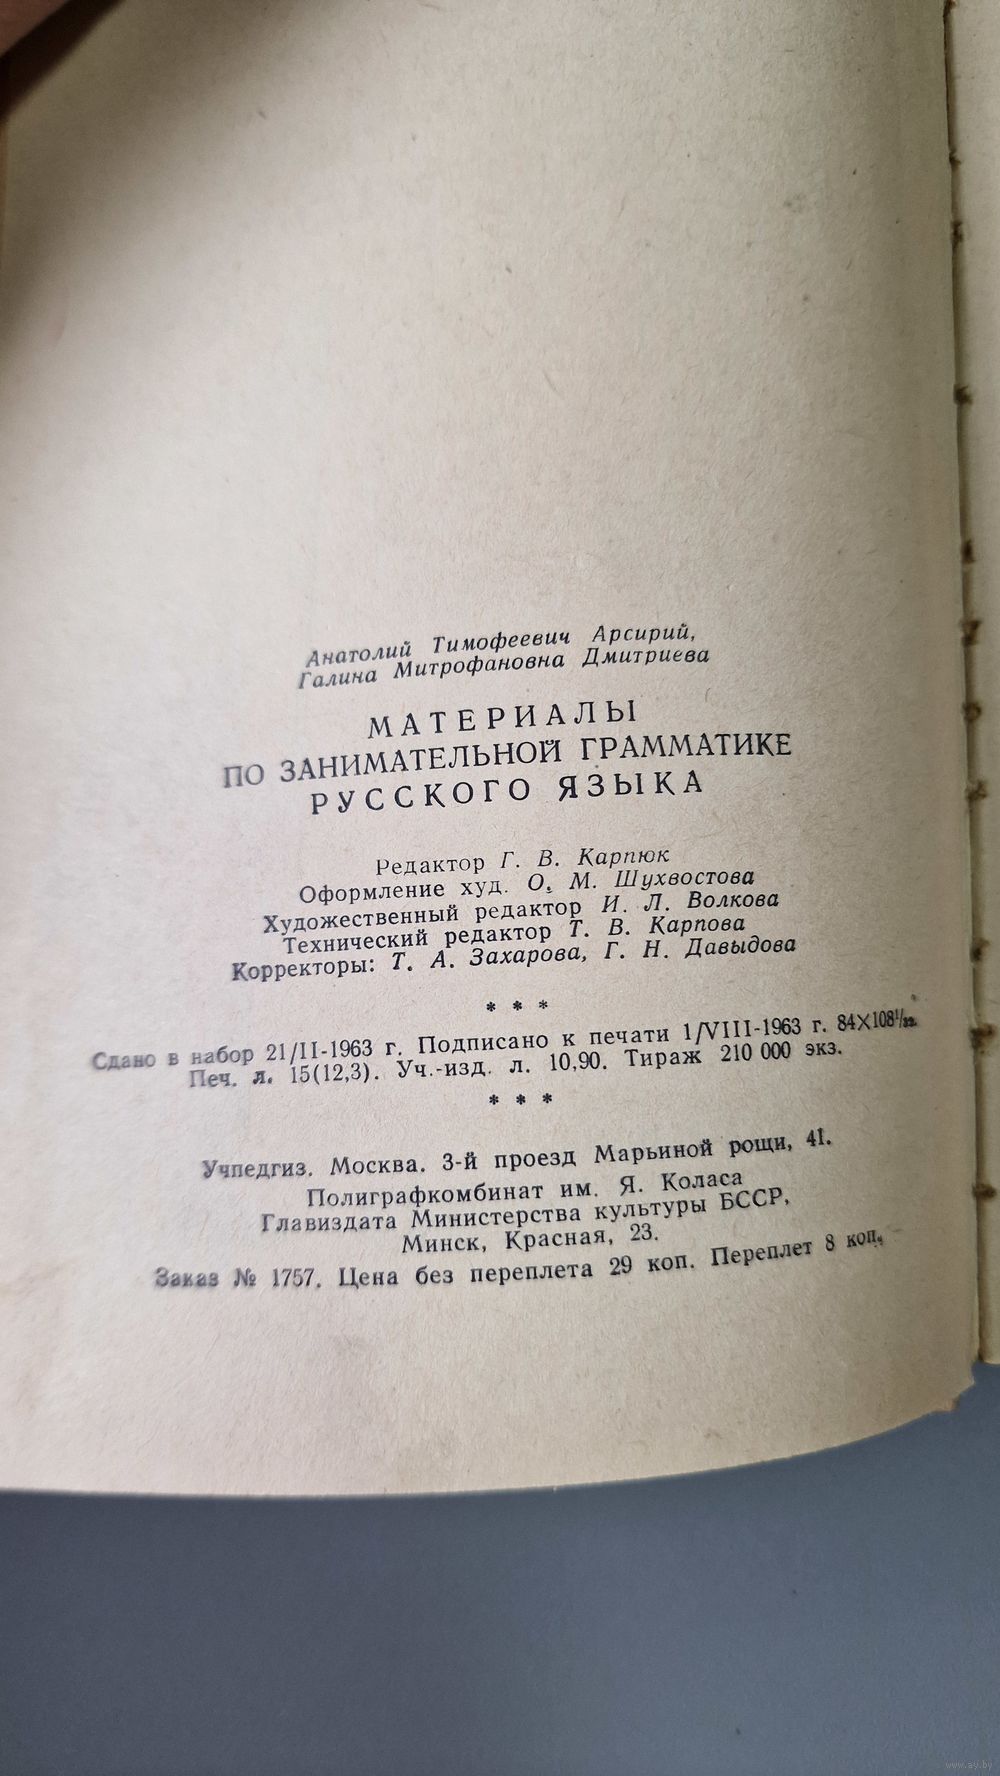 Анатолий Тимофеевич Арсирий,
Галина Митрофановна Дмитриева
МАТЕРИАЛЫ
ПО ЗАНИМАТЕЛЬНОЙ ГРАММАТИКЕ
РУССКОГО ЯЗЫКА
Редактор Г. В. Карпюк
Оформление худ. О. М. Шухвостова
Художественный редактор И. Л. Волкова
Технический редактор Т. В. Карпова
Корректоры: Т. А. Захарова, Г. Н. Давыдова
* * *
Сдано в набор 21/II-1963 г. Подписано к печати 1/VIII-1963 г. 84×108¹/₃₂.
Печ. л. 15(12,3). Уч.-изд. л. 10,90. Тираж 210 000 экз.
* * *
Учпедгиз. Москва. 3-й проезд Марьиной рощи, 41.
Полиграфкомбинат им. Я. Коласа
Главиздата Министерства культуры БССР,
Минск, Красная, 23.
Заказ № 1757. Цена без переплета 29 коп. Переплет 8 коп.
www.ay.by